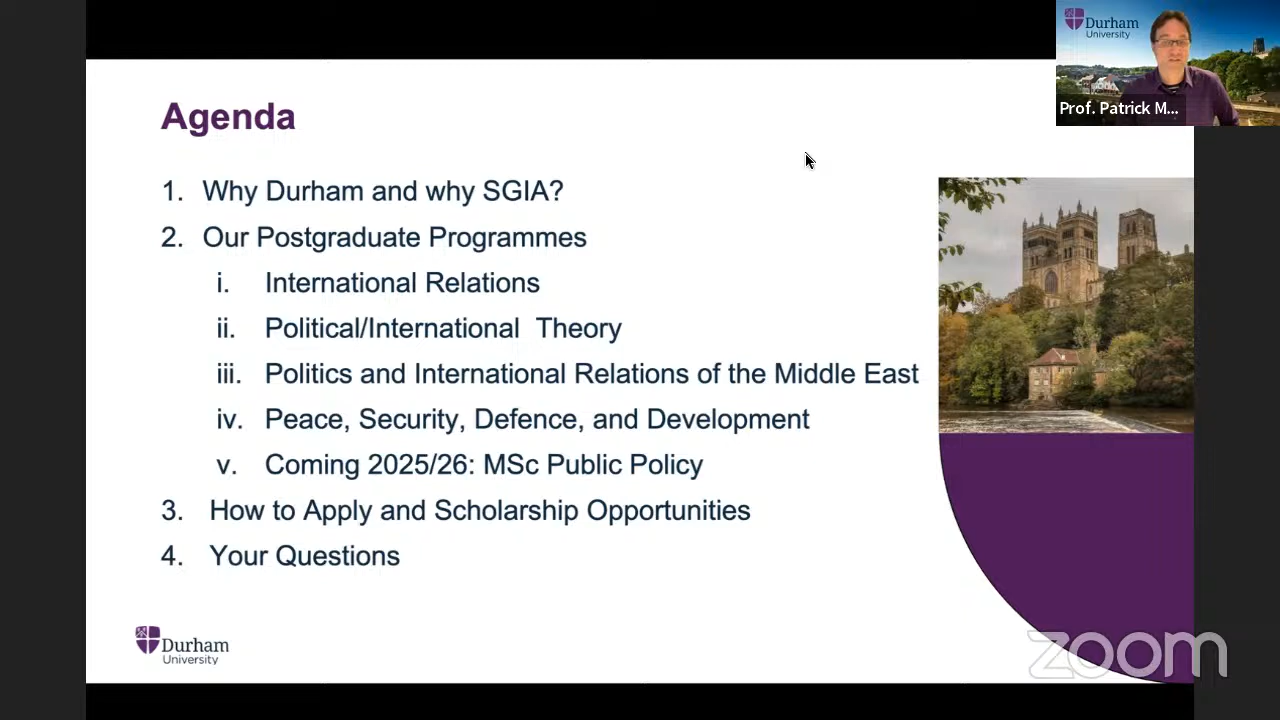 Durham
University
Prof. Patrick M...
Agenda
1. Why Durham and why SGIA?
2. Our Postgraduate Programmes
i. International Relations
ii. Political/International Theory
iii. Politics and International Relations of the Middle East
iv. Peace, Security, Defence, and Development
v. Coming 2025/26: MSc Public Policy
3. How to Apply and Scholarship Opportunities
4. Your Questions
Durham
University
zoom